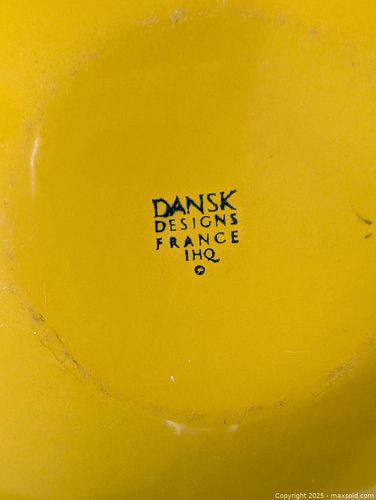 DANSK
DESIGNS
FRANCE
IHQ
©
Copyright 2025 - maxsold.com